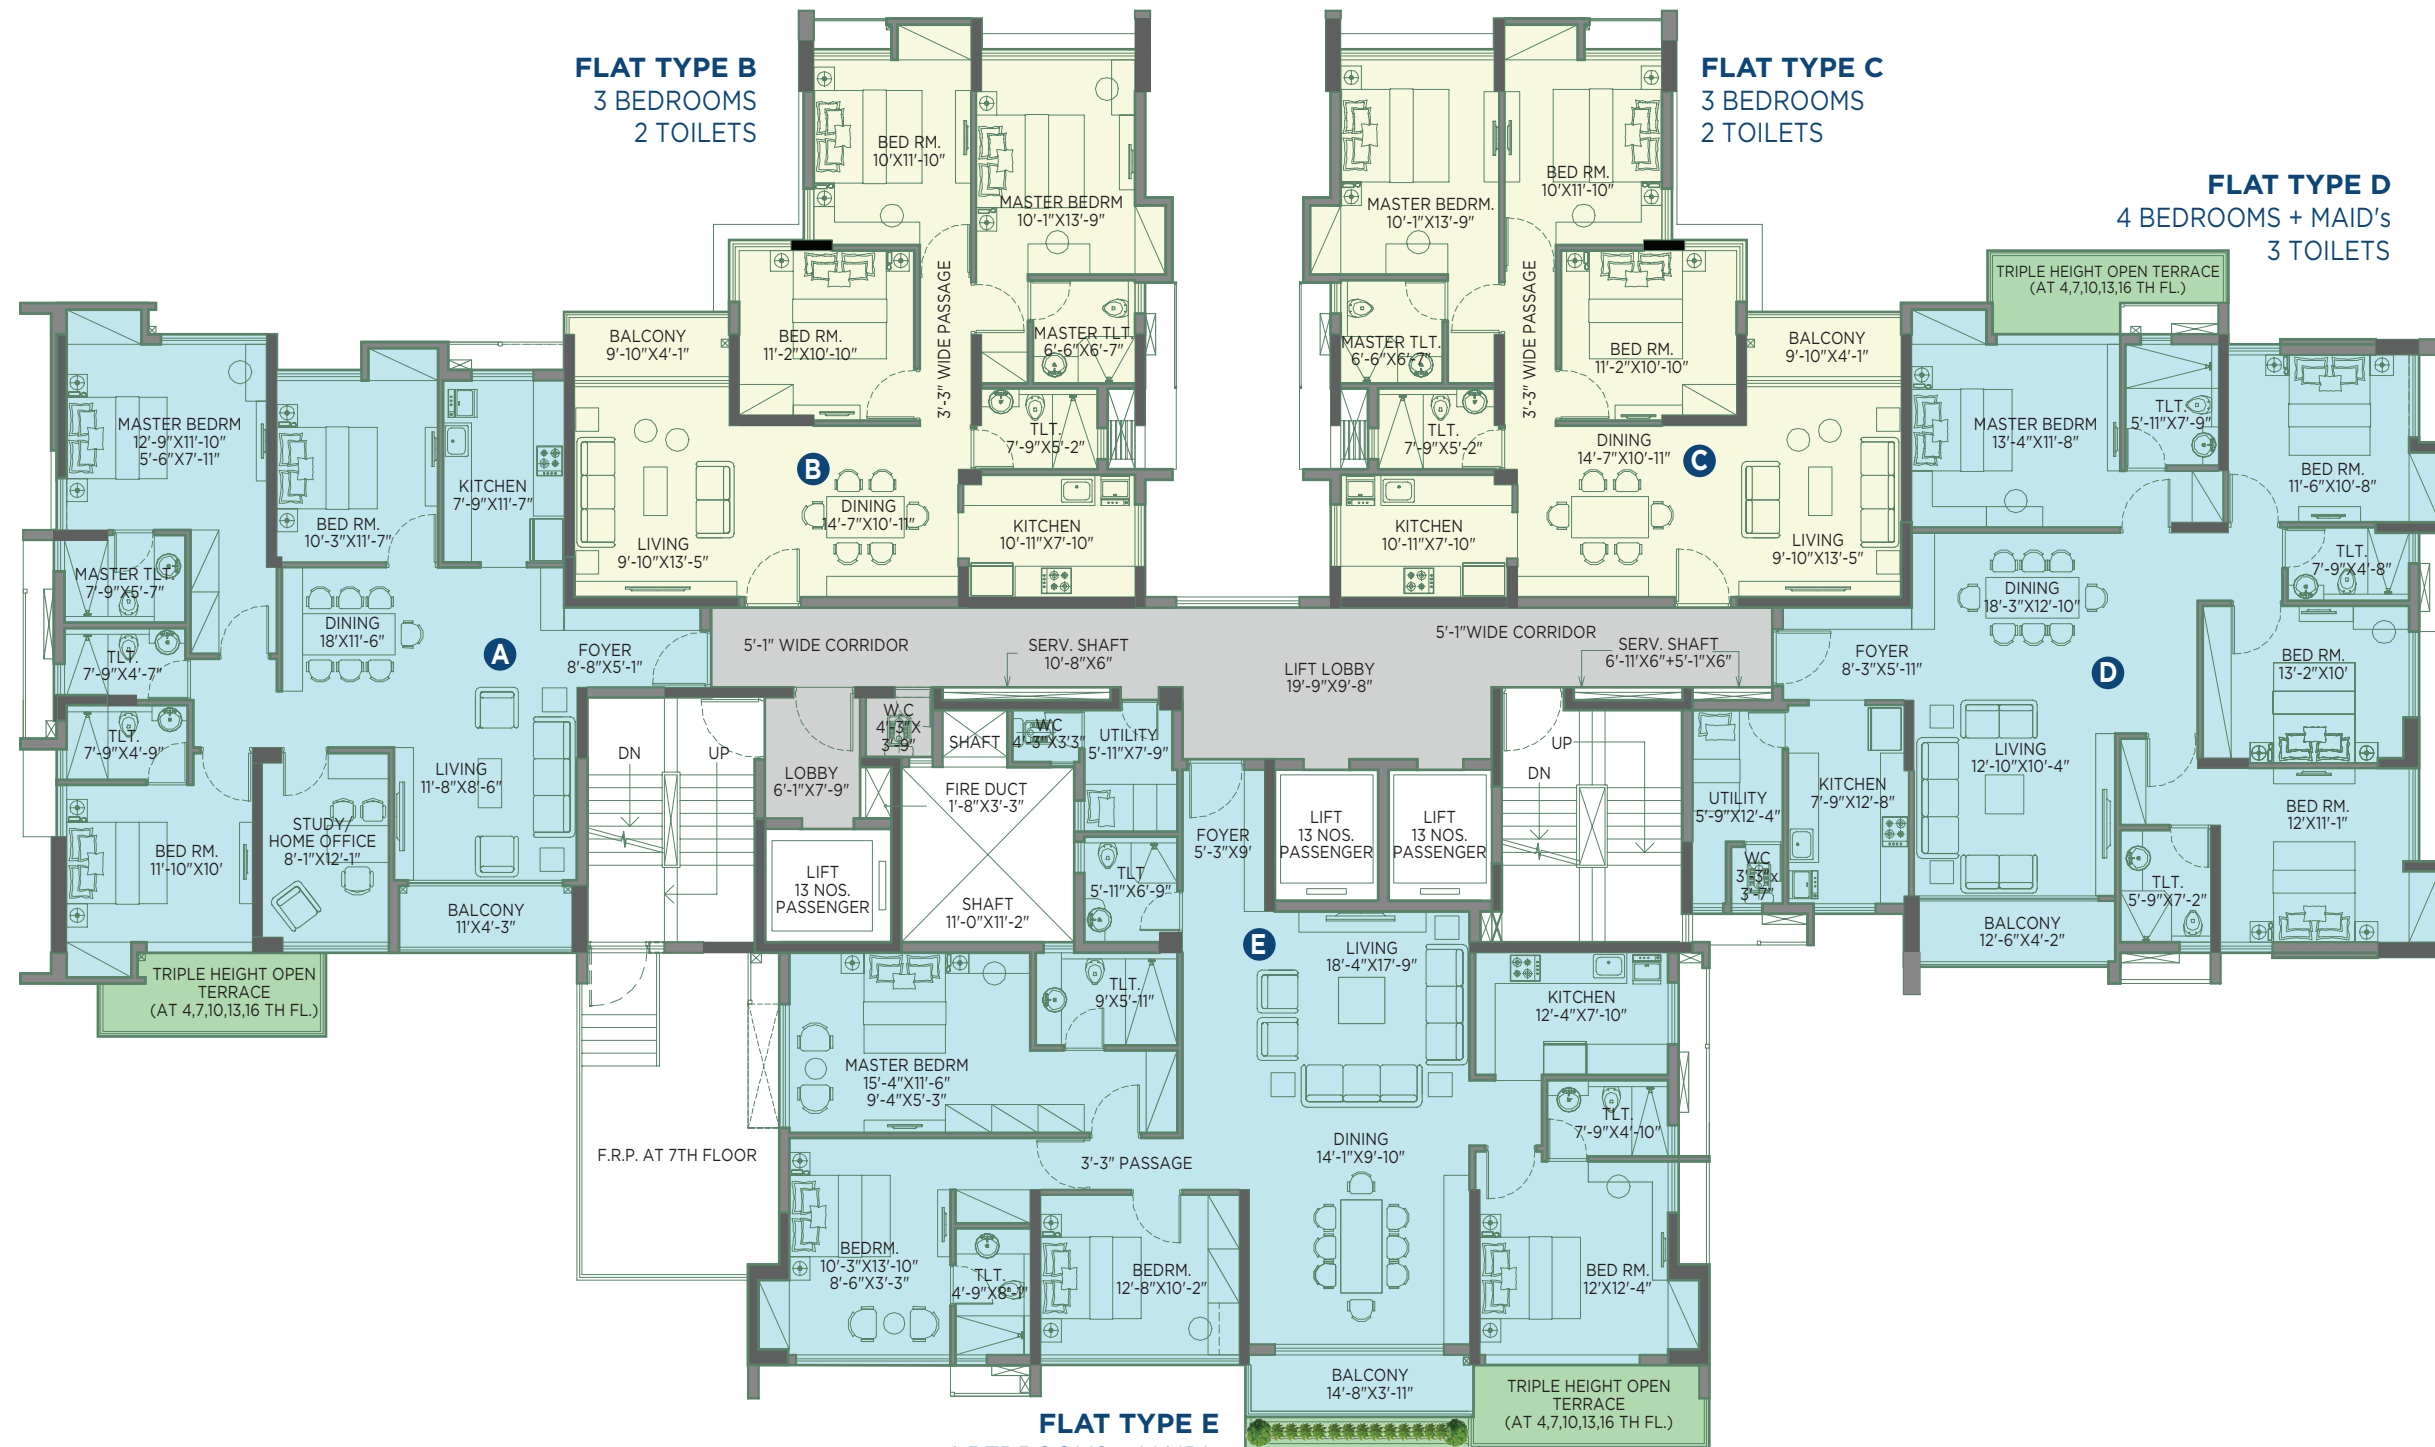 FLAT TYPE B
3 BEDROOMS
2 TOILETS
FLAT TYPE C
3 BEDROOMS
2 TOILETS
FLAT TYPE D
4 BEDROOMS + MAID's
3 TOILETS
MASTER BEDRM
12'-9"X11'-10"
5'-6"X7'-11"
BED RM.
10'-3"X11'-7"
KITCHEN
7'-9"X11'-7"
MASTER TLT.
7'-9"X5'-7"
TLT.
7'-9"X4'-7"
TLT.
7'-9"X4'-9"
DINING
18'X11'-6"
A
FOYER
8'-8"X5'-1"
LIVING
11'-8"X8'-6"
STUDY/
HOME OFFICE
8'-1"X12'-1"
BED RM.
11'-10"X10'
BALCONY
11'X4'-3"
TRIPLE HEIGHT OPEN
TERRACE
(AT 4,7,10,13,16 TH FL.)
BED RM.
10'X11'-10"
MASTER BEDRM
10'-1"X13'-9"
BALCONY
9'-10"X4'-1"
BED RM.
11'-2"X10'-10"
3'-3" WIDE PASSAGE
MASTER TLT.
6'-6"X6'-7"
TLT.
7'-9"X5'-2"
B
DINING
14'-7"X10'-11"
LIVING
9'-10"X13'-5"
KITCHEN
10'-11"X7'-10"
MASTER BEDRM.
10'-1"X13'-9"
BED RM.
10'X11'-10"
3'-3" WIDE PASSAGE
MASTER TLT.
6'-6"X6'-7"
BED RM.
11'-2"X10'-10"
BALCONY
9'-10"X4'-1"
TLT.
7'-9"X5'-2"
DINING
14'-7"X10'-11"
C
KITCHEN
10'-11"X7'-10"
LIVING
9'-10"X13'-5"
TRIPLE HEIGHT OPEN TERRACE
(AT 4,7,10,13,16 TH FL.)
MASTER BEDRM
13'-4"X11'-8"
TLT.
5'-11"X7'-9"
BED RM.
11'-6"X10'-8"
TLT.
7'-9"X4'-8"
DINING
18'-3"X12'-10"
FOYER
8'-3"X5'-11"
D
BED RM.
13'-2"X10'
LIVING
12'-10"X10'-4"
KITCHEN
7'-9"X12'-8"
UTILITY
5'-9"X12'-4"
W.C
3'-3"x
3'-7"
BED RM.
12'X11'-1"
TLT.
5'-9"X7'-2"
BALCONY
12'-6"X4'-2"
5'-1" WIDE CORRIDOR
SERV. SHAFT
10'-8"X6"
LIFT LOBBY
19'-9"X9'-8"
5'-1"WIDE CORRIDOR
SERV. SHAFT
6'-11"X6"+5'-1"X6"
DN
UP
LOBBY
6'-1"X7'-9"
W.C
4'-3"X
3'-9"
SHAFT
WC
4'-3"X3'3"
UTILITY
5'-11"X7'-9"
FIRE DUCT
1'-8"X3'-3"
LIFT
13 NOS.
PASSENGER
SHAFT
11'-0"X11'-2"
TLT
5'-11"X6'-9"
FOYER
5'-3"X9'
LIFT
13 NOS.
PASSENGER
LIFT
13 NOS.
PASSENGER
UP
DN
E
LIVING
18'-4"X17'-9"
KITCHEN
12'-4"X7'-10"
TLT.
9'X5'-11"
MASTER BEDRM
15'-4"X11'-6"
9'-4"X5'-3"
TLT.
7'-9"X4'-10"
F.R.P. AT 7TH FLOOR
3'-3" PASSAGE
DINING
14'-1"X9'-10"
BEDRM.
10'-3"X13'-10"
8'-6"X3'-3"
TLT.
4'-9"X8'-1"
BEDRM.
12'-8"X10'-2"
BED RM.
12'X12'-4"
BALCONY
14'-8"X3'-11"
TRIPLE HEIGHT OPEN
TERRACE
(AT 4,7,10,13,16 TH FL.)
FLAT TYPE E